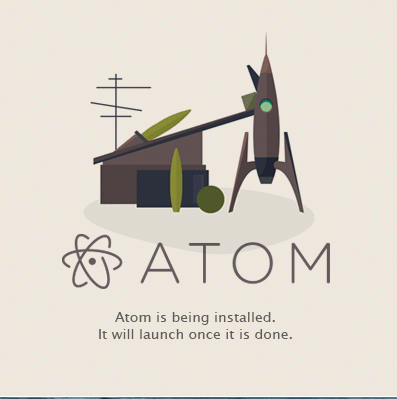 ATOM
Atom is being installed.
It will launch once it is done.